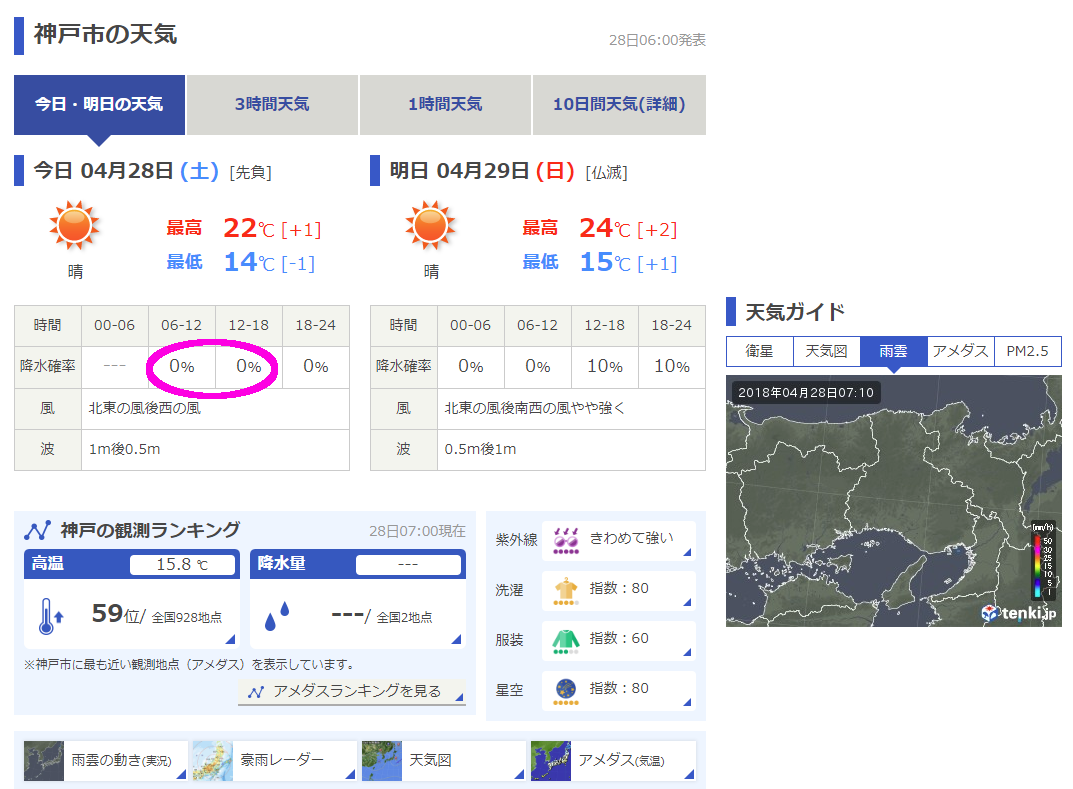 神戸市の天気
28日06:00発表
今日・明日の天気 3時間天気 1時間天気 10日間天気(詳細)
今日 04月28日 (土) [先負]
晴
最高 22℃ [+1]
最低 14℃ [-1]
時間 00-06 06-12 12-18 18-24
降水確率 --- 0% 0% 0%
風 北東の風後西の風
波 1m後0.5m
明日 04月29日 (日) [仏滅]
晴
最高 24℃ [+2]
最低 15℃ [+1]
時間 00-06 06-12 12-18 18-24
降水確率 0% 0% 10% 10%
風 北東の風後南西の風やや強く
波 0.5m後1m
天気ガイド
衛星 天気図 雨雲 アメダス PM2.5
2018年04月28日07:10
(mm/h)
50
30
25
15
10
5
1
tenki.jp
神戸の観測ランキング 28日07:00現在
高温 15.8 ℃
59位/ 全国928地点
降水量 ---
---/ 全国2地点
※神戸市に最も近い観測地点（アメダス）を表示しています。
アメダスランキングを見る
紫外線 きわめて強い
洗濯 指数：80
服装 指数：60
星空 指数：80
雨雲の動き(実況) 豪雨レーダー 天気図 アメダス(気温)